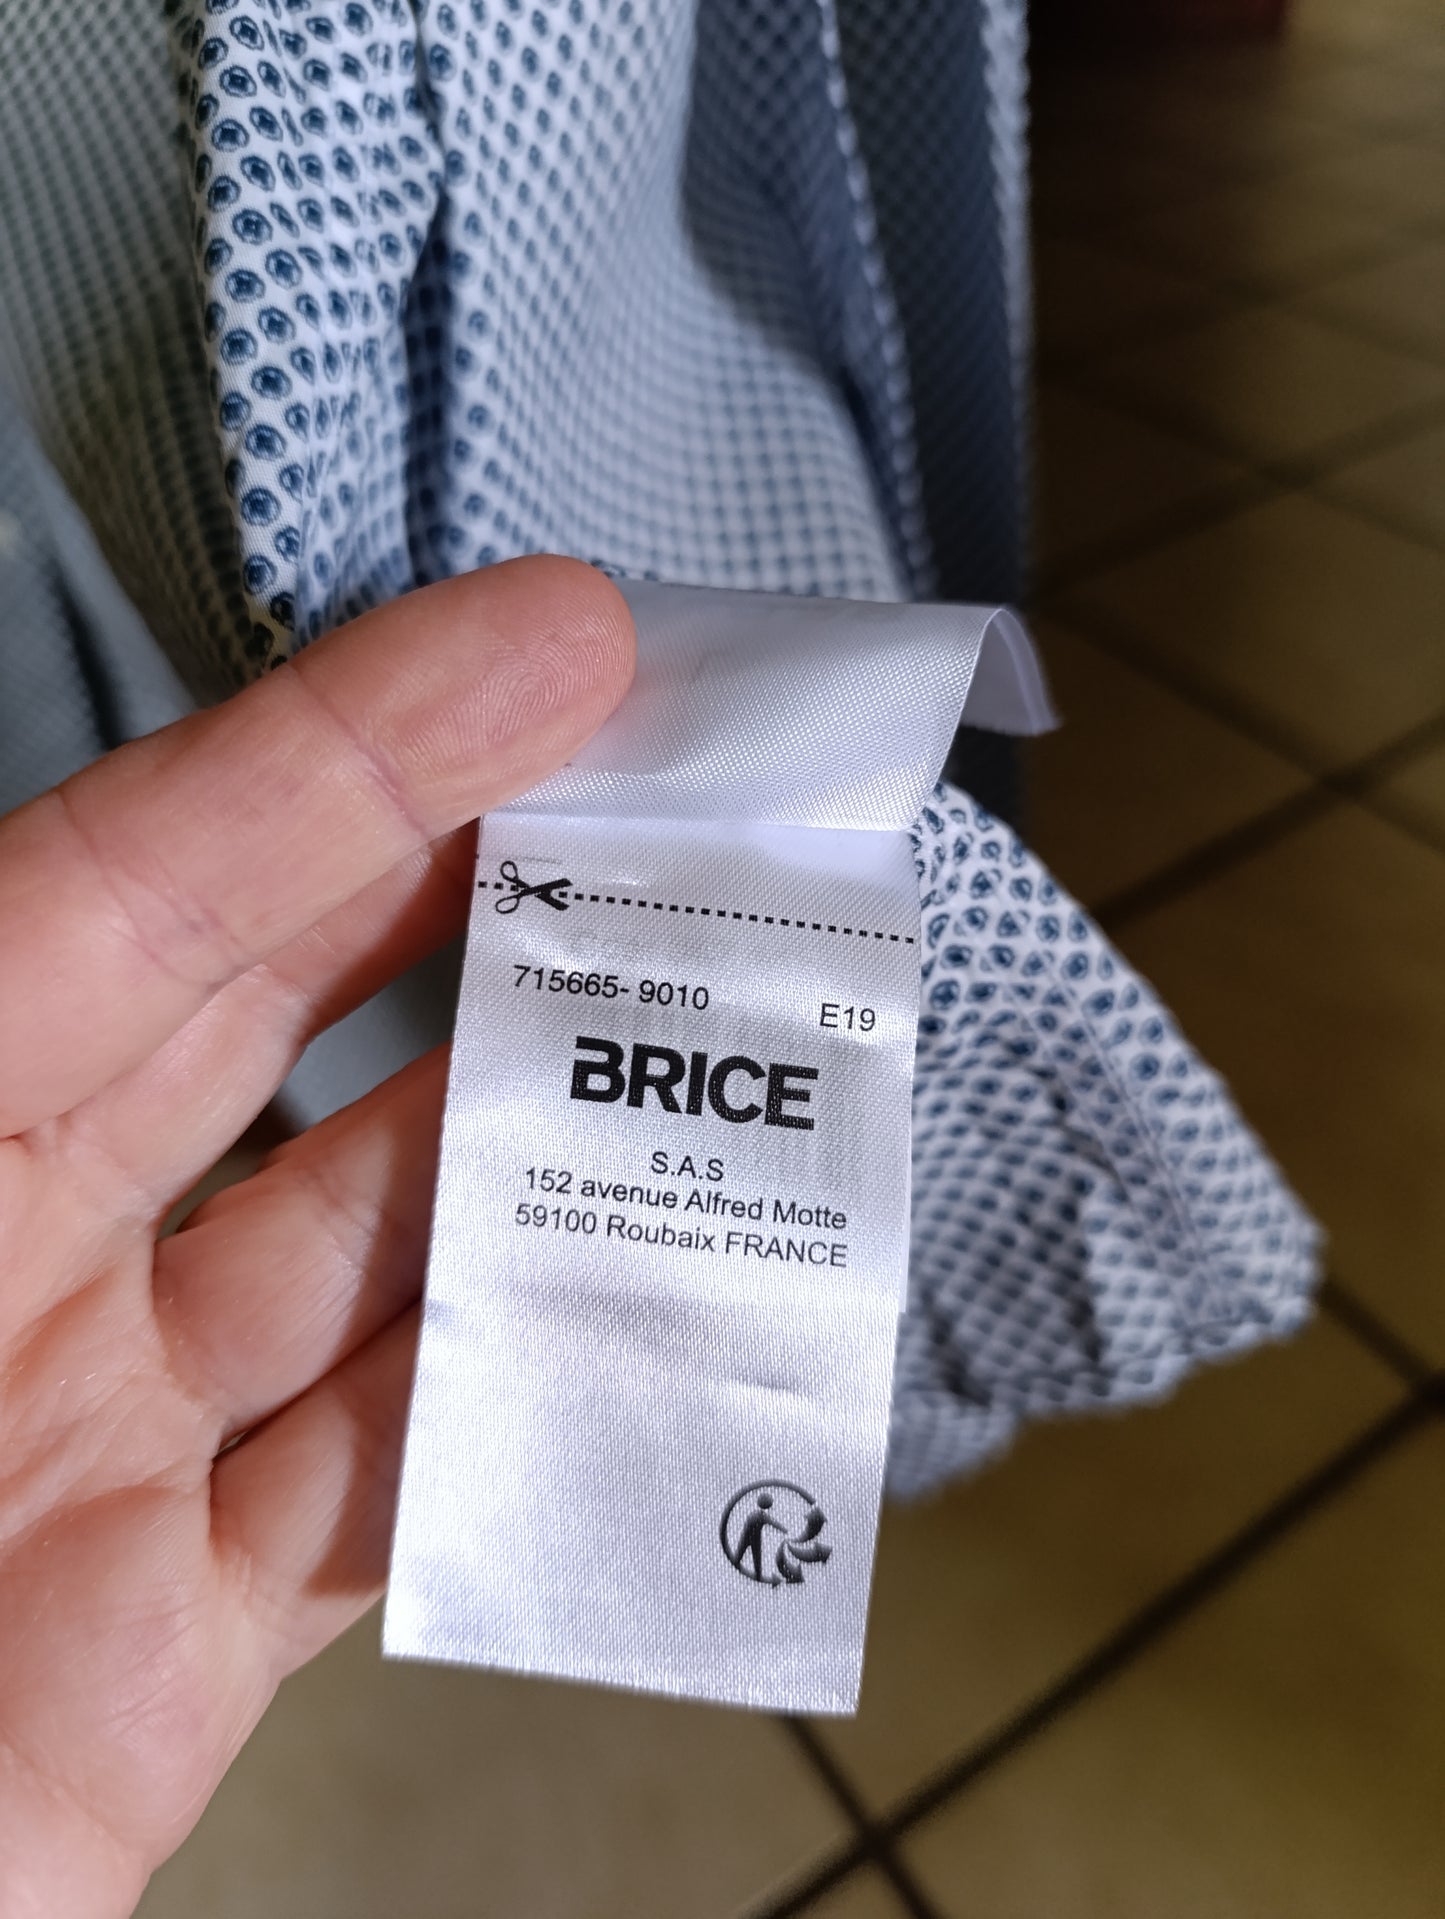 715665- 9010 E19
BRICE
S.A.S
152 avenue Alfred Motte
59100 Roubaix FRANCE